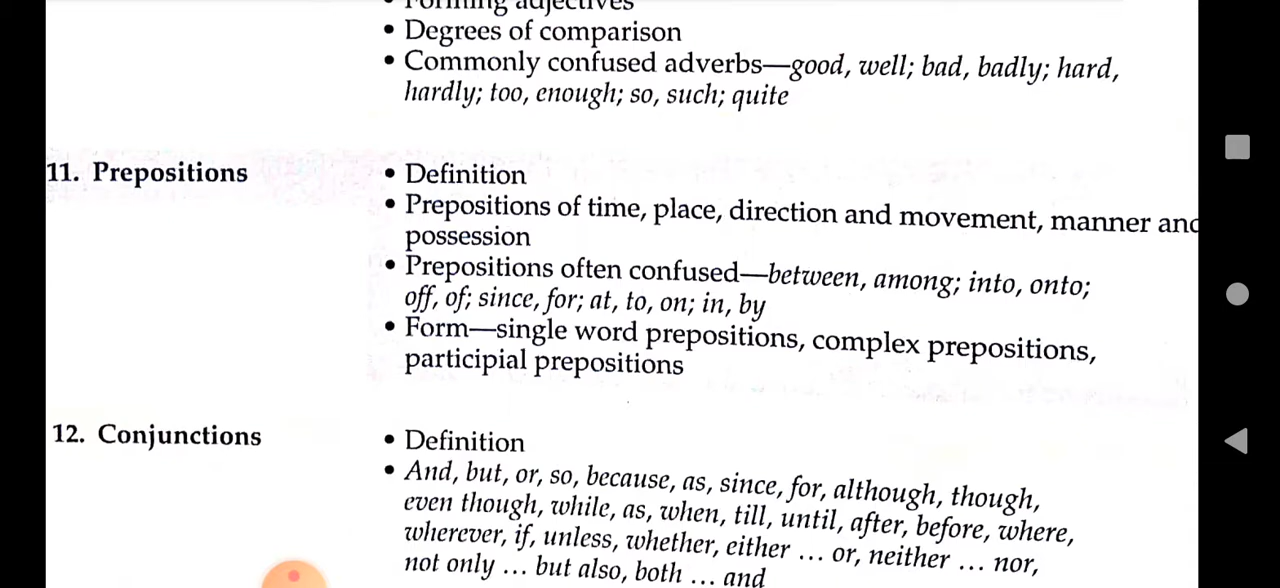 • Forming adjectives
• Degrees of comparison
• Commonly confused adverbs—good, well; bad, badly; hard,
hardly; too, enough; so, such; quite
11. Prepositions
• Definition
• Prepositions of time, place, direction and movement, manner and
possession
• Prepositions often confused—between, among; into, onto;
off, of; since, for; at, to, on; in, by
• Form—single word prepositions, complex prepositions,
participial prepositions
12. Conjunctions
• Definition
• And, but, or, so, because, as, since, for, although, though,
even though, while, as, when, till, until, after, before, where,
wherever, if, unless, whether, either ... or, neither ... nor,
not only ... but also, both ... and